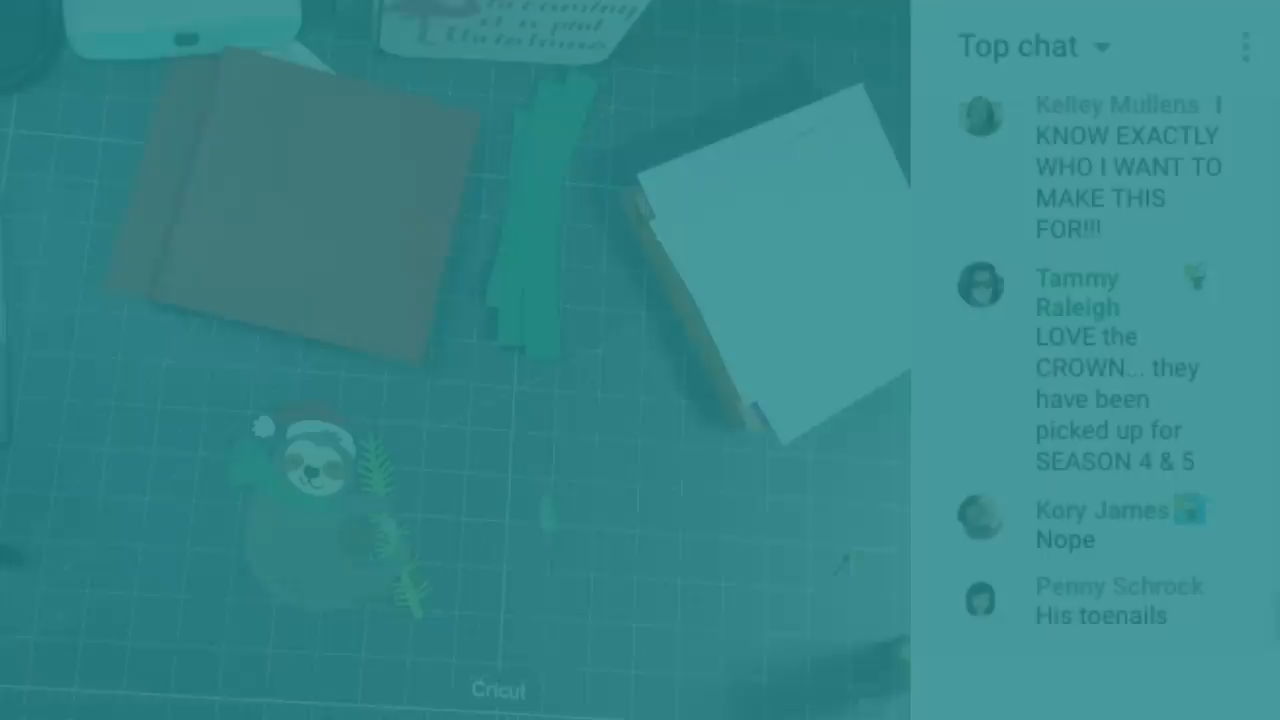 Top chat
Kelley Mullens I
KNOW EXACTLY
WHO I WANT TO
MAKE THIS
FOR!!!
Tammy
Raleigh
LOVE the
CROWN... they
have been
picked up for
SEASON 4 & 5
Kory James
Nope
Penny Schrock
His toenails
Cricut